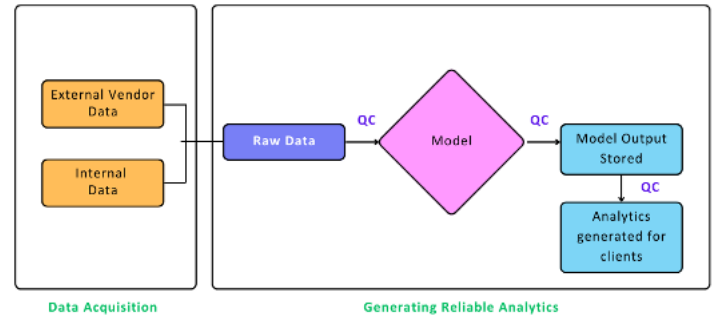 External Vendor
Data
Internal
Data
Raw Data
QC
Model
QC
Model Output
Stored
QC
Analytics
generated for
clients
Data Acquisition
Generating Reliable Analytics